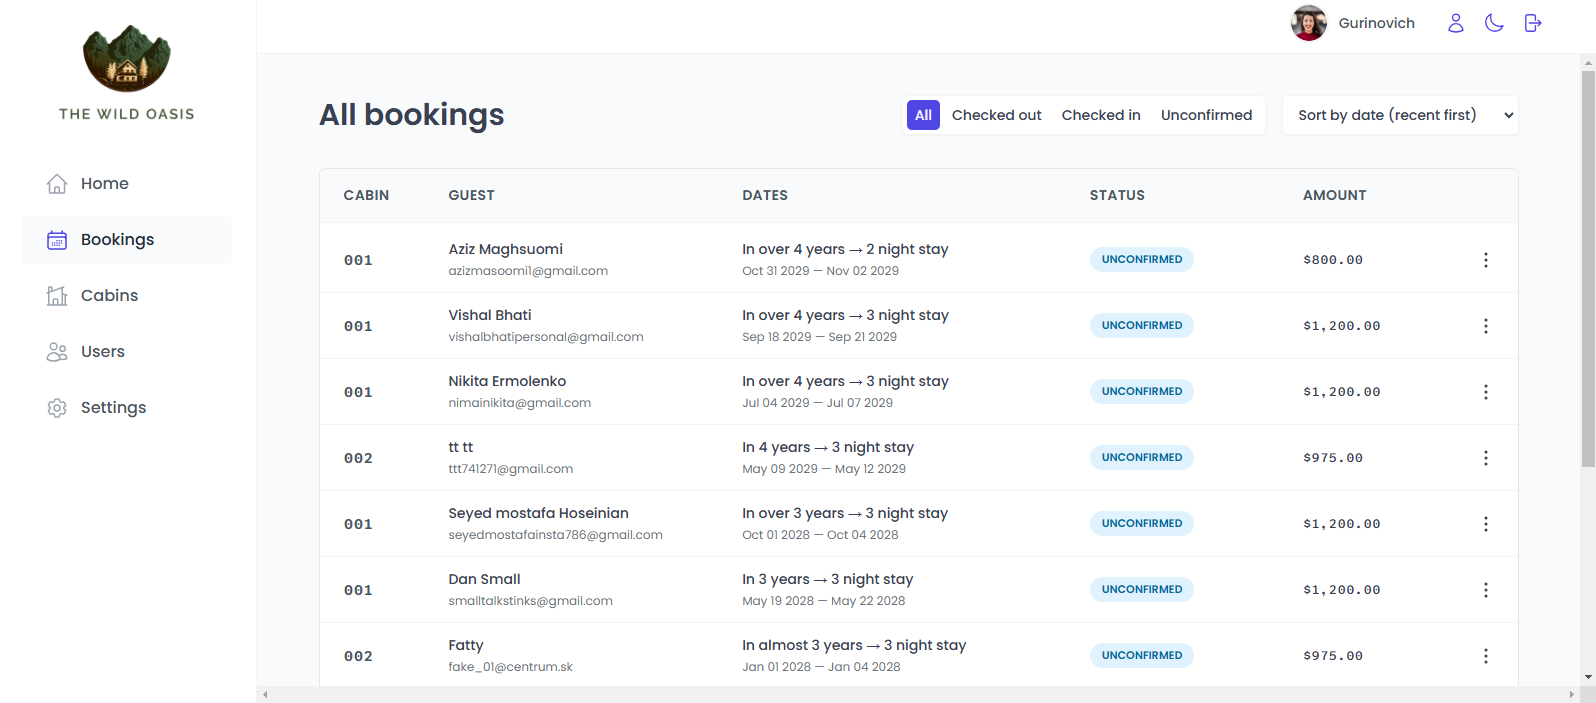 THE WILD OASIS
Home
Bookings
Cabins
Users
Settings
Gurinovich
All bookings
All Checked out Checked in Unconfirmed
Sort by date (recent first)
CABIN GUEST DATES STATUS AMOUNT
001 Aziz Maghsuomi In over 4 years → 2 night stay UNCONFIRMED $800.00
azizmasoomi1@gmail.com Oct 31 2029 — Nov 02 2029
001 Vishal Bhati In over 4 years → 3 night stay UNCONFIRMED $1,200.00
vishalbhatipersonal@gmail.com Sep 18 2029 — Sep 21 2029
001 Nikita Ermolenko In over 4 years → 3 night stay UNCONFIRMED $1,200.00
nimainikita@gmail.com Jul 04 2029 — Jul 07 2029
002 tt tt In 4 years → 3 night stay UNCONFIRMED $975.00
ttt741271@gmail.com May 09 2029 — May 12 2029
001 Seyed mostafa Hoseinian In over 3 years → 3 night stay UNCONFIRMED $1,200.00
seyedmostafainsta786@gmail.com Oct 01 2028 — Oct 04 2028
001 Dan Small In 3 years → 3 night stay UNCONFIRMED $1,200.00
smalltalkstinks@gmail.com May 19 2028 — May 22 2028
002 Fatty In almost 3 years → 3 night stay UNCONFIRMED $975.00
fake_01@centrum.sk Jan 01 2028 — Jan 04 2028